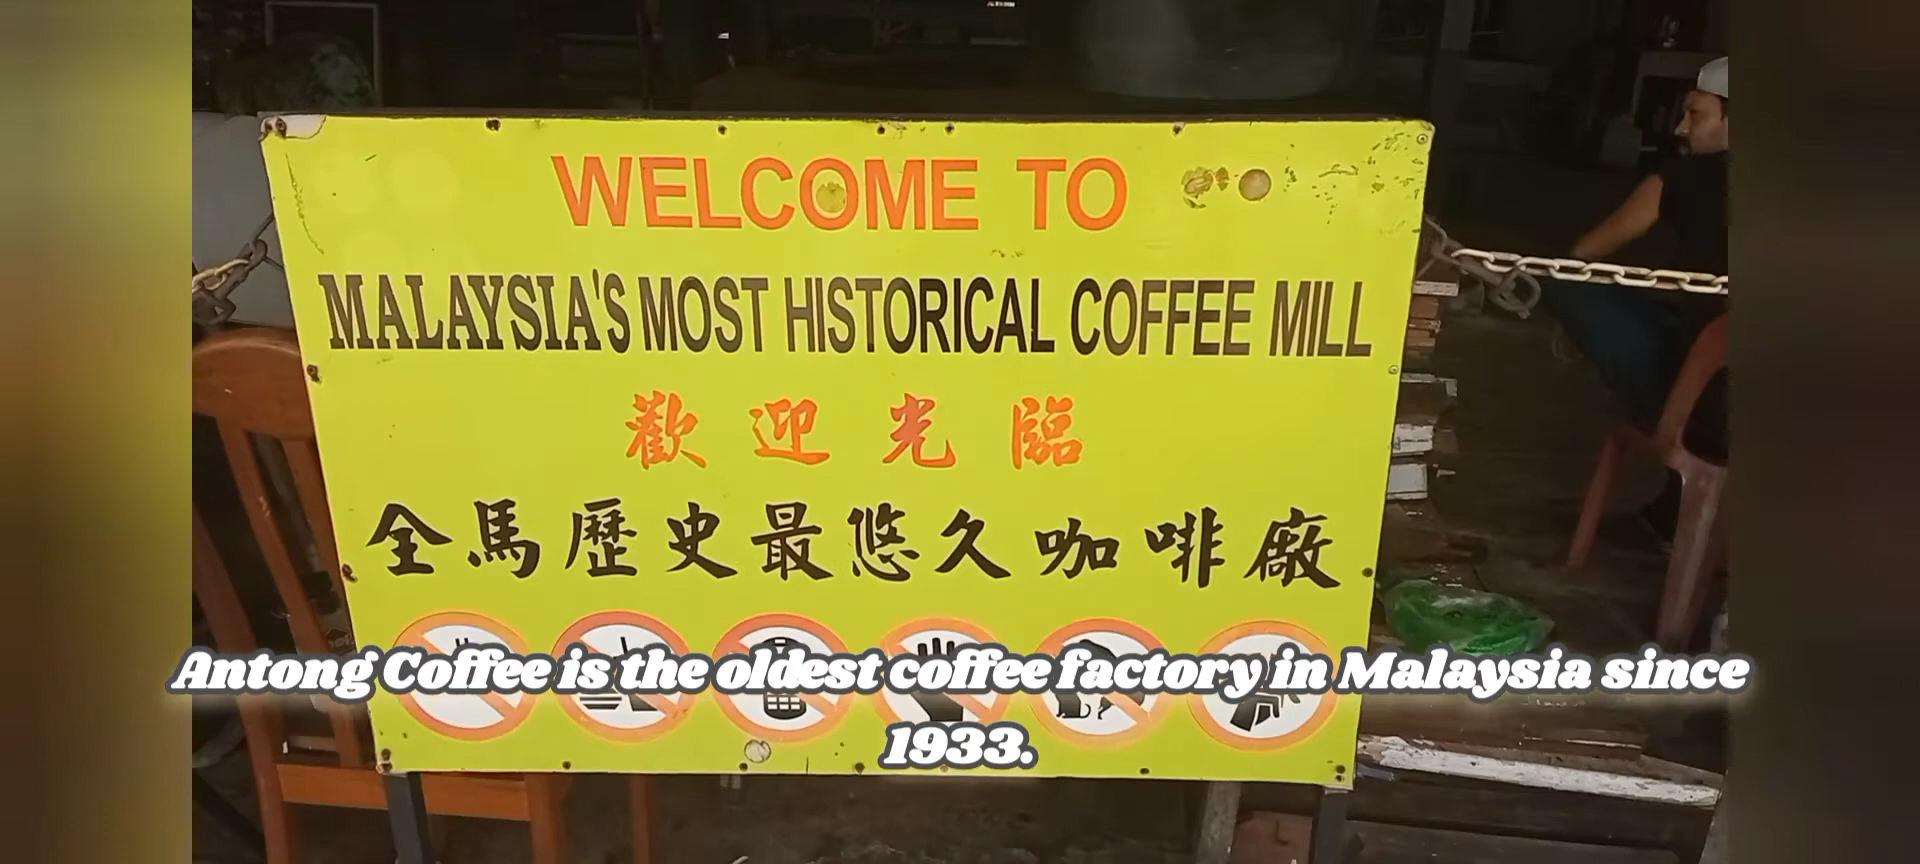 WELCOME TO
MALAYSIA'S MOST HISTORICAL COFFEE MILL
歡迎光臨
全馬歷史最悠久咖啡廠
Antong Coffee is the oldest coffee factory in Malaysia since
1933.